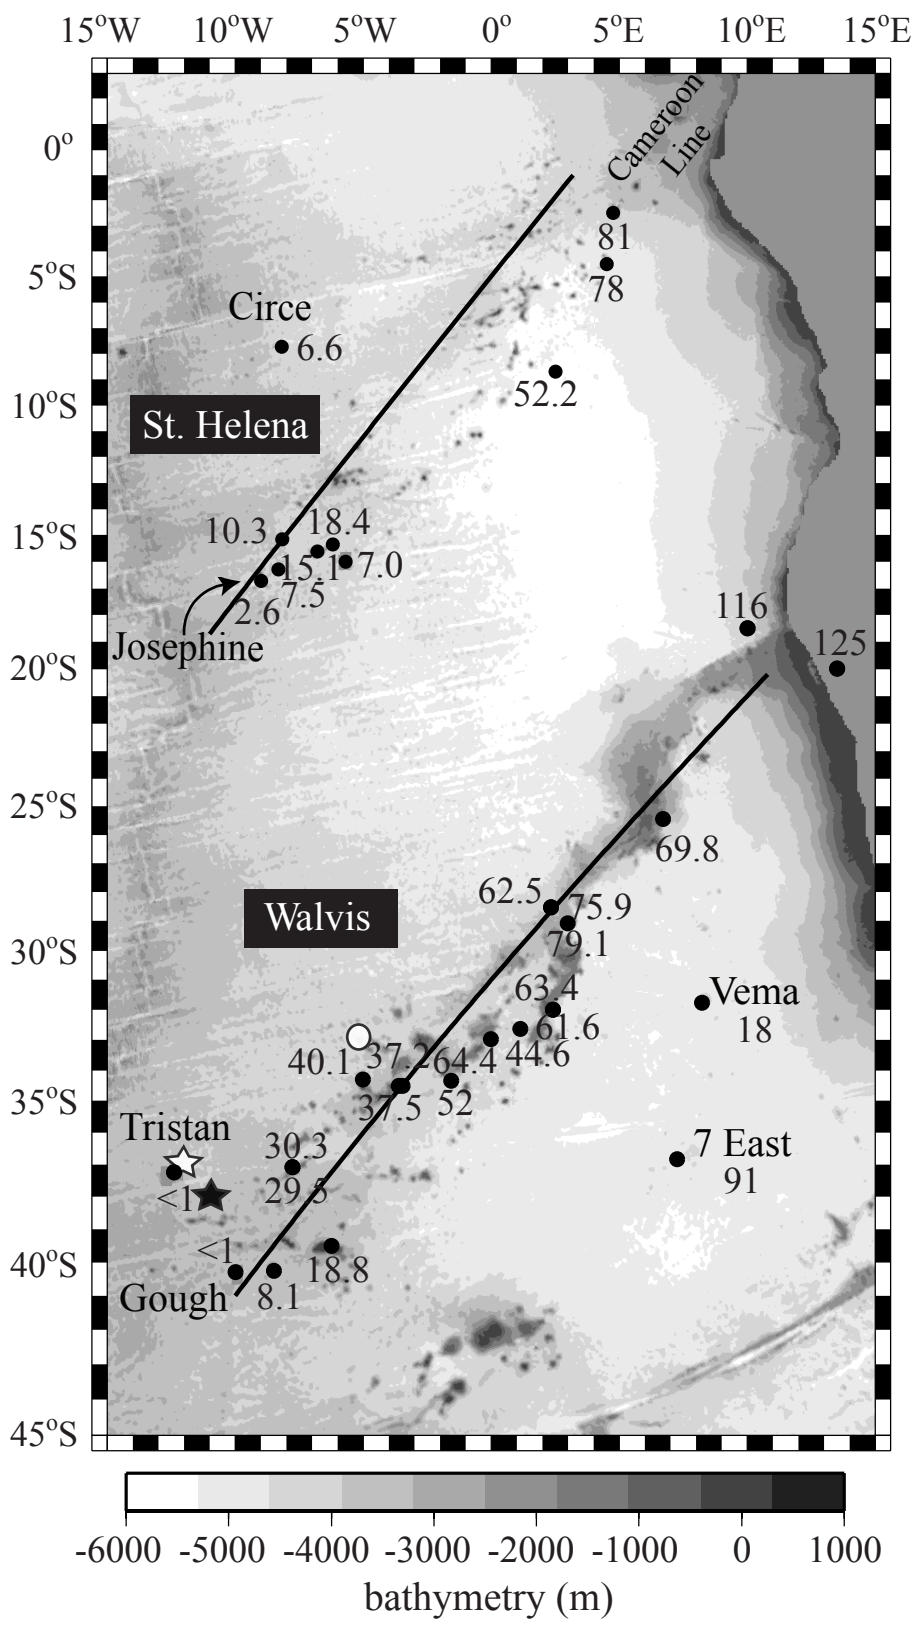 15°W 10°W 5°W 0° 5°E 10°E 15°E
Cameroon
Line
0°
81
5°S
78
Circe
6.6
52.2
10°S
St. Helena
10.3 18.4
15°S
15.1 7.0
7.5
2.6
Josephine
116
125
20°S
25°S
69.8
62.5 75.9
Walvis
79.1
30°S
63.4 Vema
61.6 18
40.1 37.2 64.4 44.6
35°S
37.5 52
Tristan
30.3 7 East
<1 29.5 91
<1
40°S
18.8
Gough 8.1
45°S
-6000 -5000 -4000 -3000 -2000 -1000 0 1000
bathymetry (m)